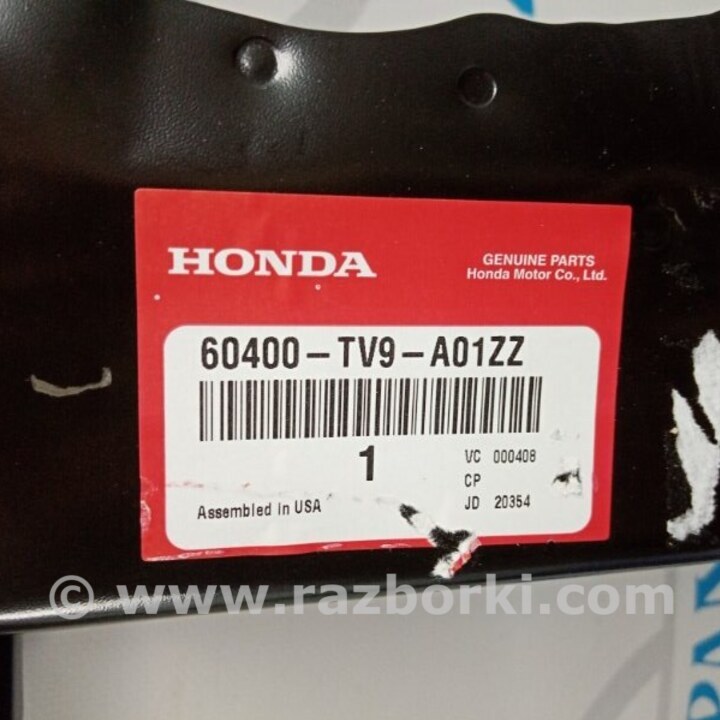 HONDA
GENUINE PARTS
Honda Motor Co., Ltd.
60400-TV9-A01ZZ
1
VC 000408
CP
JD 20354
Assembled in USA
© www.razborki.com